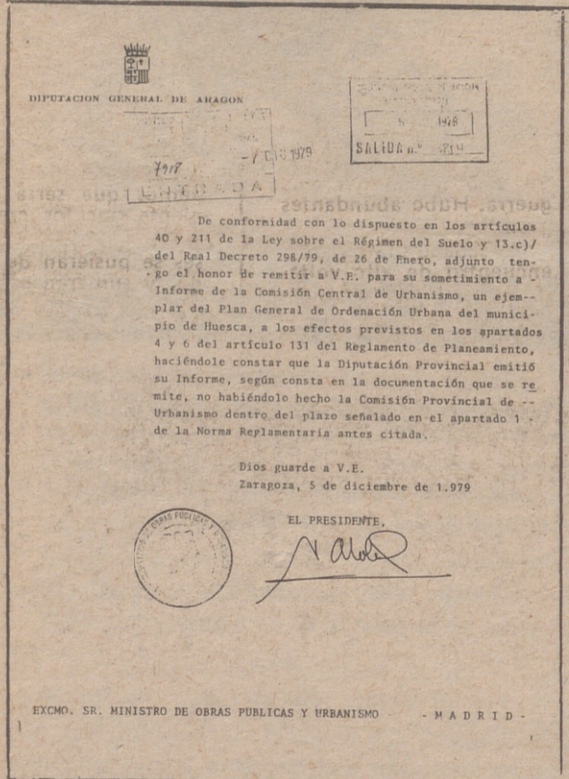 DIPUTACION GENERAL DE ARAGON
1978
SALIDA n.º
7918
-7 DIC 1979
ENTRADA
De conformidad con lo dispuesto en los artículos
40 y 211 de la Ley sobre el Régimen del Suelo y 13.c)/
del Real Decreto 298/79, de 26 de Enero, adjunto ten-
go el honor de remitir a V.E. para su sometimiento a -
Informe de la Comisión Central de Urbanismo, un ejem--
plar del Plan General de Ordenación Urbana del munici-
pio de Huesca, a los efectos previstos en los apartados
4 y 6 del artículo 131 del Reglamento de Planeamiento,
haciéndole constar que la Diputación Provincial emitió
su Informe, según consta en la documentación que se re
mite, no habiéndolo hecho la Comisión Provincial de --
Urbanismo dentro del plazo señalado en el apartado 1 -
de la Norma Reglamentaria antes citada.
Dios guarde a V.E.
Zaragoza, 5 de diciembre de 1.979
EL PRESIDENTE,
OBRAS PUBLICAS
EXCMO. SR. MINISTRO DE OBRAS PUBLICAS Y URBANISMO - M A D R I D -